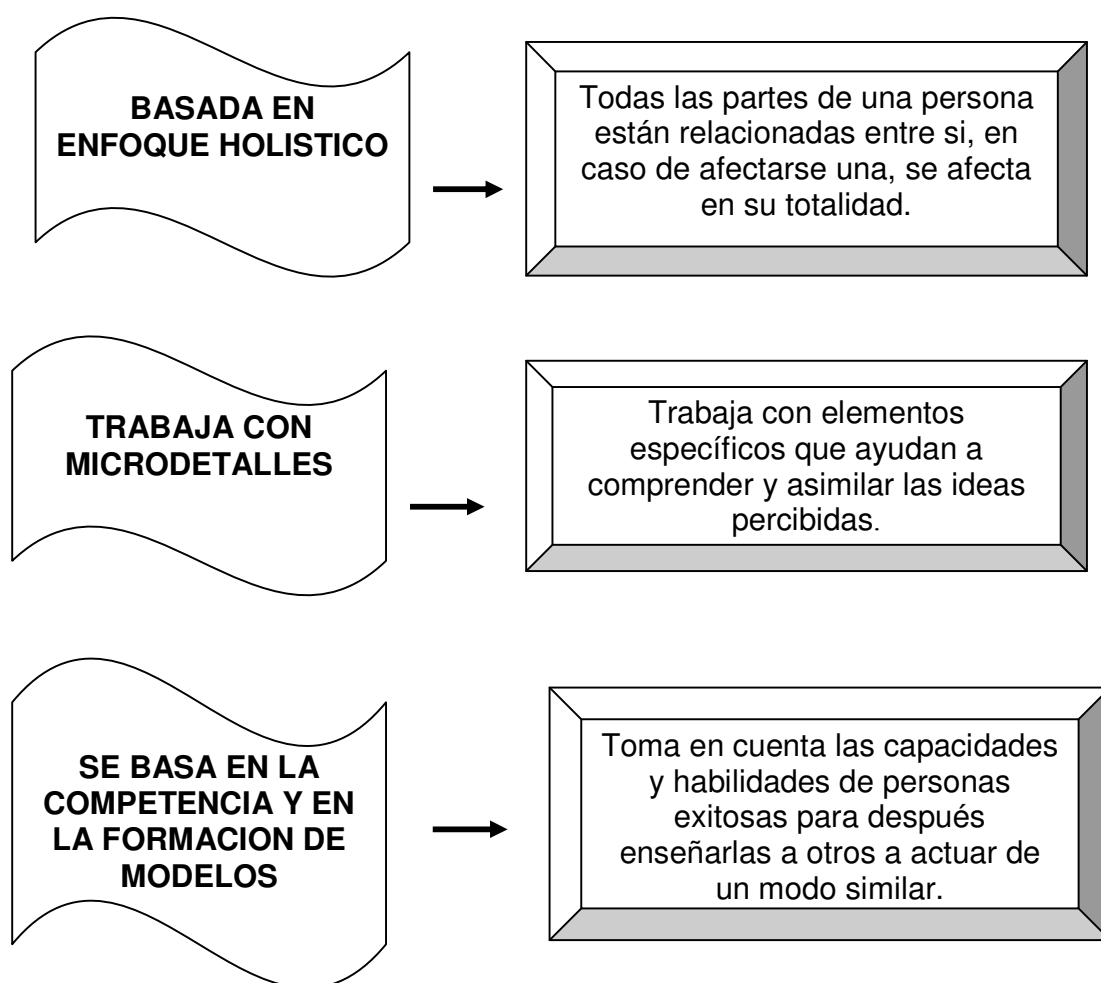 BASADA EN
ENFOQUE HOLISTICO
Todas las partes de una persona
están relacionadas entre si, en
caso de afectarse una, se afecta
en su totalidad.
TRABAJA CON
MICRODETALLES
Trabaja con elementos
específicos que ayudan a
comprender y asimilar las ideas
percibidas.
SE BASA EN LA
COMPETENCIA Y EN
LA FORMACION DE
MODELOS
Toma en cuenta las capacidades
y habilidades de personas
exitosas para después
enseñarlas a otros a actuar de
un modo similar.